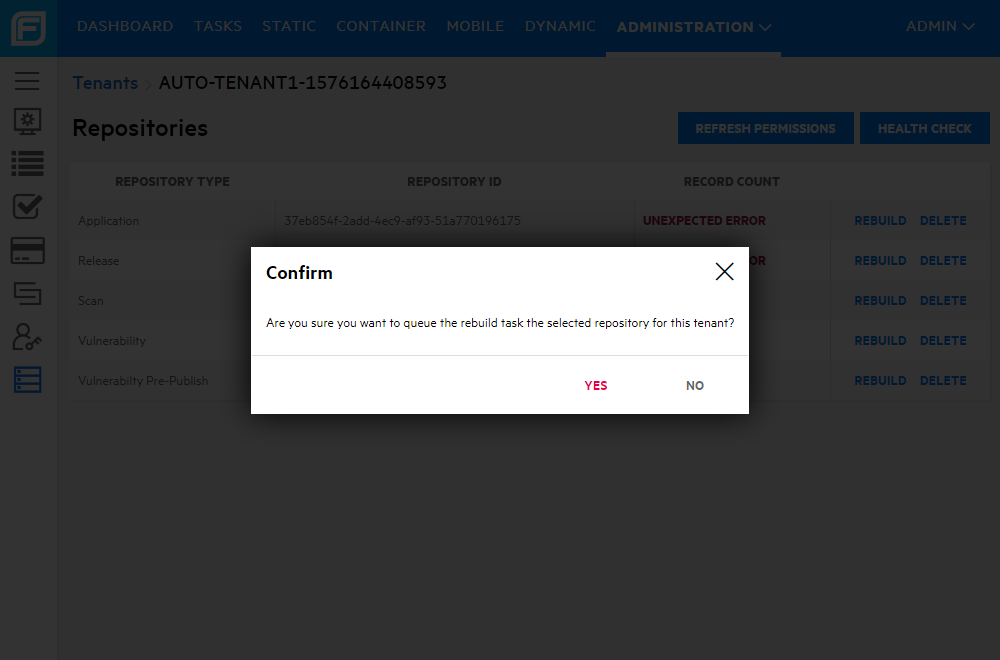 DASHBOARD TASKS STATIC CONTAINER MOBILE DYNAMIC ADMINISTRATION ADMIN
Tenants > AUTO-TENANT1-1576164408593
Repositories
REFRESH PERMISSIONS HEALTH CHECK
REPOSITORY TYPE REPOSITORY ID RECORD COUNT
Application 37eb854f-2add-4ec9-af93-51a770196175 UNEXPECTED ERROR REBUILD DELETE
Release REBUILD DELETE
Scan REBUILD DELETE
Vulnerability REBUILD DELETE
Vulnerabilty Pre-Publish REBUILD DELETE
Confirm
Are you sure you want to queue the rebuild task the selected repository for this tenant?
YES NO